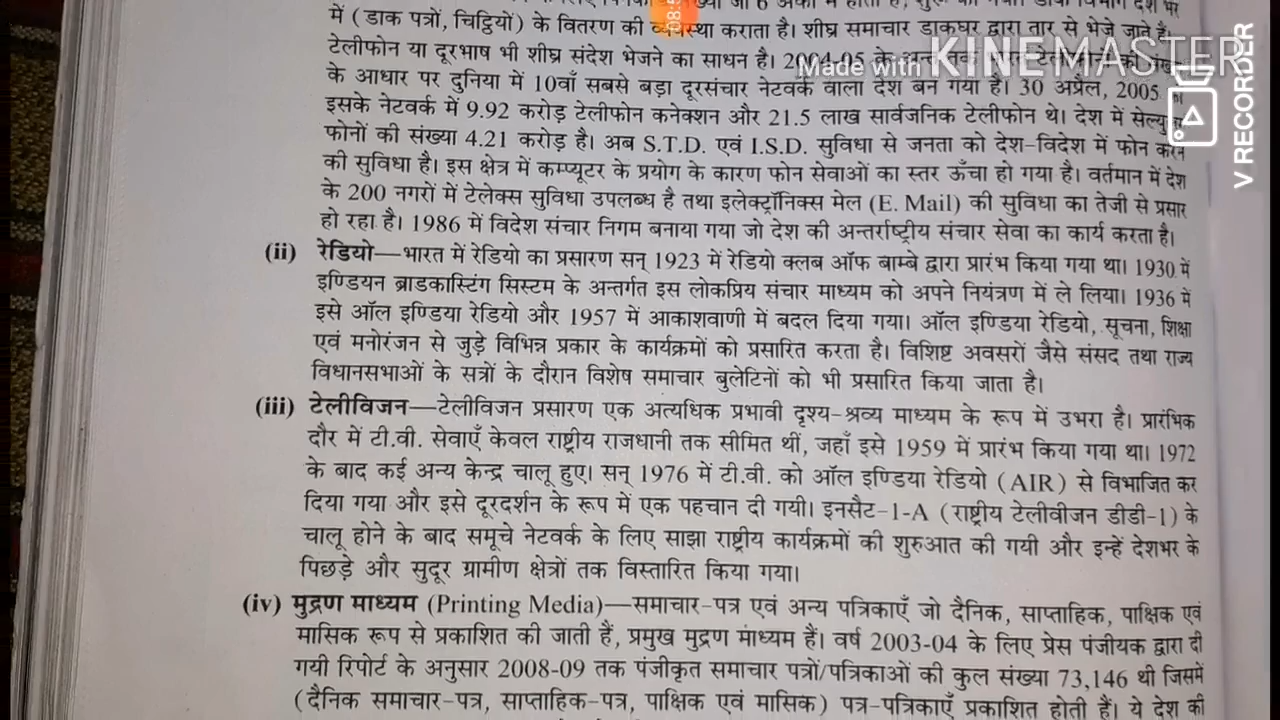 में (डाक पत्रों, चिट्ठियों) के वितरण की व्यवस्था कराता है। शीघ्र समाचार डाकघर द्वारा तार से भेजे जाते हैं,
टेलीफोन या दूरभाष भी शीघ्र संदेश भेजने का साधन है। 2004-05 के
Made with KINEMASTER
के आधार पर दुनिया में 10वाँ सबसे बड़ा दूरसंचार नेटवर्क वाला देश बन गया है। 30 अप्रैल, 2005
इसके नेटवर्क में 9.92 करोड़ टेलीफोन कनेक्शन और 21.5 लाख सार्वजनिक टेलीफोन थे। देश में
फोनों की संख्या 4.21 करोड़ है। अब S.T.D. एवं I.S.D. सुविधा से जनता को देश-विदेश में फोन करने
की सुविधा है। इस क्षेत्र में कम्प्यूटर के प्रयोग के कारण फोन सेवाओं का स्तर ऊँचा हो गया है। वर्तमान में देश
के 200 नगरों में टेलेक्स सुविधा उपलब्ध है तथा इलेक्ट्रॉनिक्स मेल (E. Mail) की सुविधा का तेजी से प्रसार
हो रहा है। 1986 में विदेश संचार निगम बनाया गया जो देश की अन्तर्राष्ट्रीय संचार सेवा का कार्य करता है।
(ii) रेडियो—भारत में रेडियो का प्रसारण सन् 1923 में रेडियो क्लब ऑफ बाम्बे द्वारा प्रारंभ किया गया था। 1930 में
इण्डियन ब्राडकास्टिंग सिस्टम के अन्तर्गत इस लोकप्रिय संचार माध्यम को अपने नियंत्रण में ले लिया। 1936 में
इसे ऑल इण्डिया रेडियो और 1957 में आकाशवाणी में बदल दिया गया। ऑल इण्डिया रेडियो, सूचना, शिक्षा
एवं मनोरंजन से जुड़े विभिन्न प्रकार के कार्यक्रमों को प्रसारित करता है। विशिष्ट अवसरों जैसे संसद तथा राज्य
विधानसभाओं के सत्रों के दौरान विशेष समाचार बुलेटिनों को भी प्रसारित किया जाता है।
(iii) टेलीविजन—टेलीविजन प्रसारण एक अत्यधिक प्रभावी दृश्य-श्रव्य माध्यम के रूप में उभरा है। प्रारंभिक
दौर में टी.वी. सेवाएँ केवल राष्ट्रीय राजधानी तक सीमित थीं, जहाँ इसे 1959 में प्रारंभ किया गया था। 1972
के बाद कई अन्य केन्द्र चालू हुए। सन् 1976 में टी.वी. को ऑल इण्डिया रेडियो (AIR) से विभाजित कर
दिया गया और इसे दूरदर्शन के रूप में एक पहचान दी गयी। इनसैट-1-A (राष्ट्रीय टेलीवीजन डीडी-1) के
चालू होने के बाद समूचे नेटवर्क के लिए साझा राष्ट्रीय कार्यक्रमों की शुरुआत की गयी और इन्हें देशभर के
पिछड़े और सुदूर ग्रामीण क्षेत्रों तक विस्तारित किया गया।
(iv) मुद्रण माध्यम (Printing Media)—समाचार-पत्र एवं अन्य पत्रिकाएँ जो दैनिक, साप्ताहिक, पाक्षिक एवं
मासिक रूप से प्रकाशित की जाती हैं, प्रमुख मुद्रण माध्यम हैं। वर्ष 2003-04 के लिए प्रेस पंजीयक द्वारा दी
गयी रिपोर्ट के अनुसार 2008-09 तक पंजीकृत समाचार पत्रों/पत्रिकाओं की कुल संख्या 73,146 थी जिसमें
(दैनिक समाचार-पत्र, साप्ताहिक-पत्र, पाक्षिक एवं मासिक) पत्र-पत्रिकाएँ प्रकाशित होती हैं। ये देश की
V RECORDER